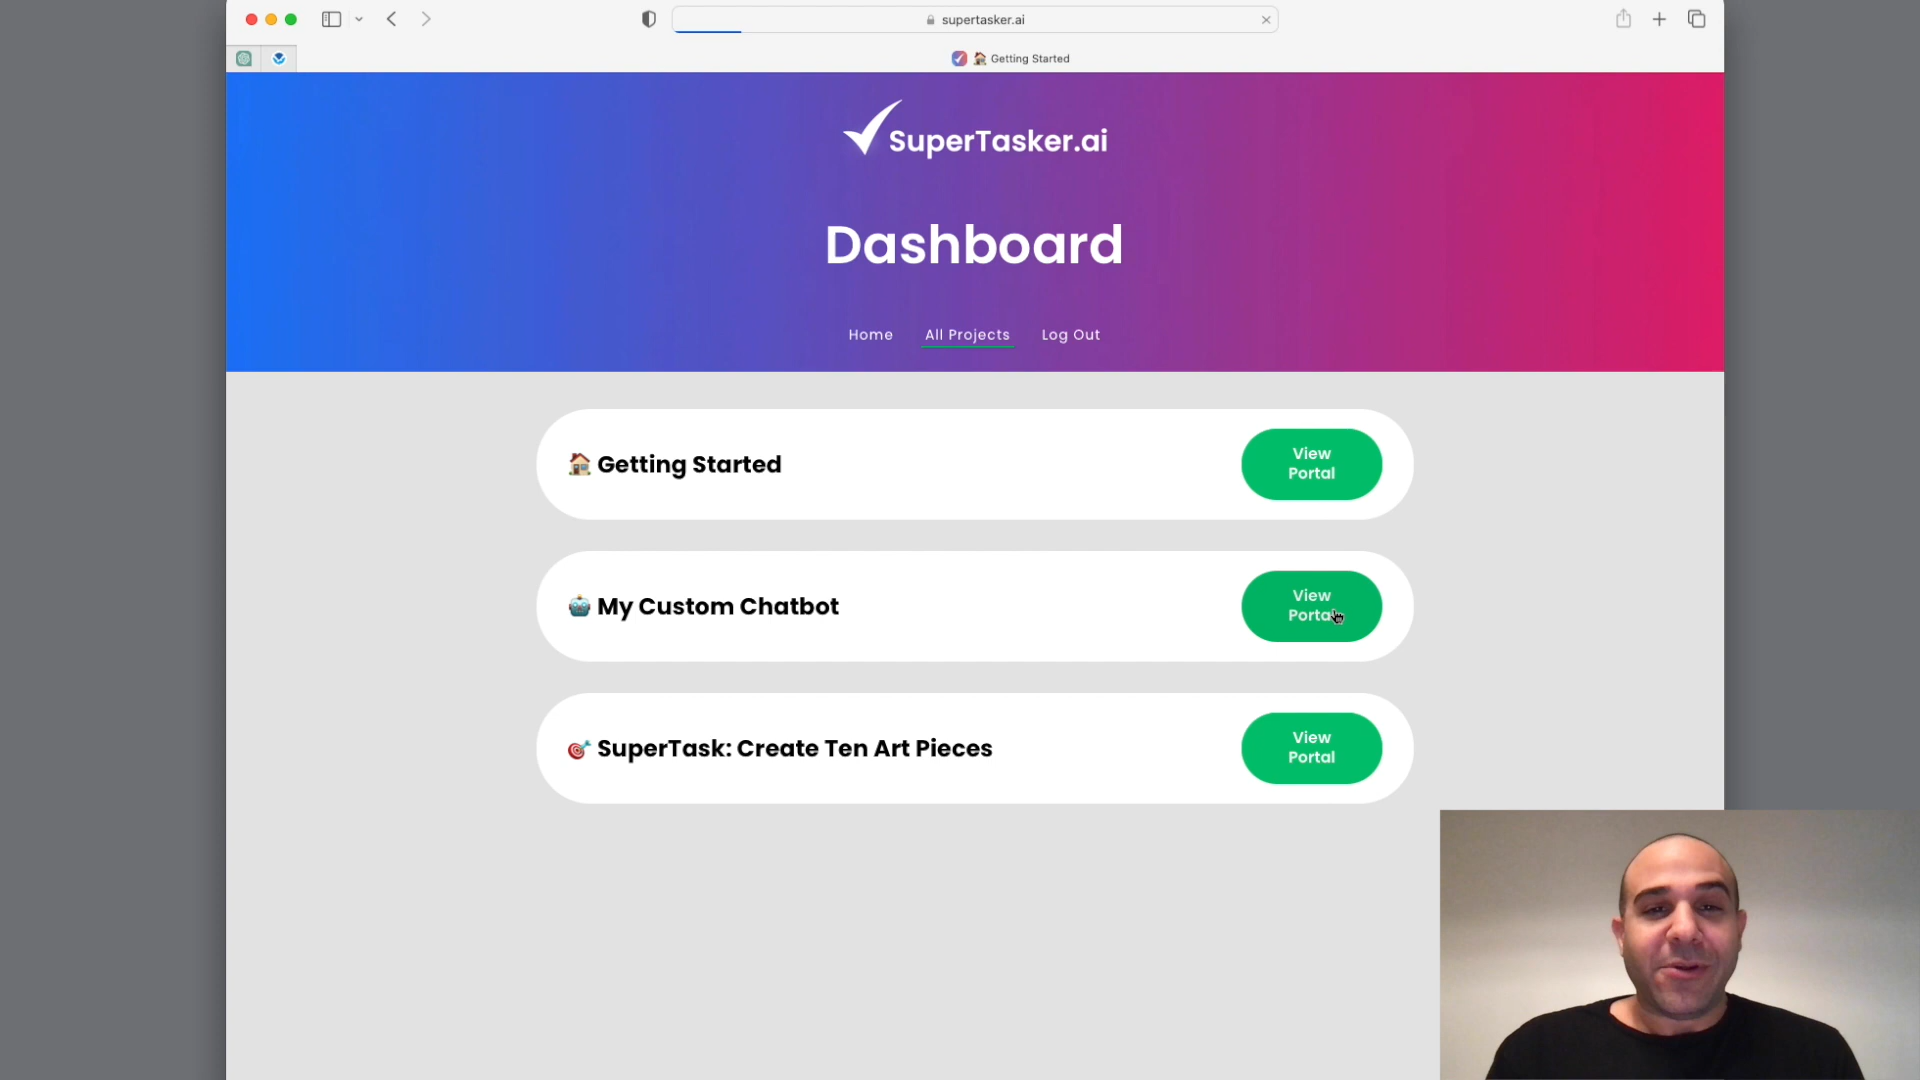 supertasker.ai
Getting Started
SuperTasker.ai
Dashboard
Home All Projects Log Out
Getting Started
View
Portal
My Custom Chatbot
View
Portal
SuperTask: Create Ten Art Pieces
View
Portal